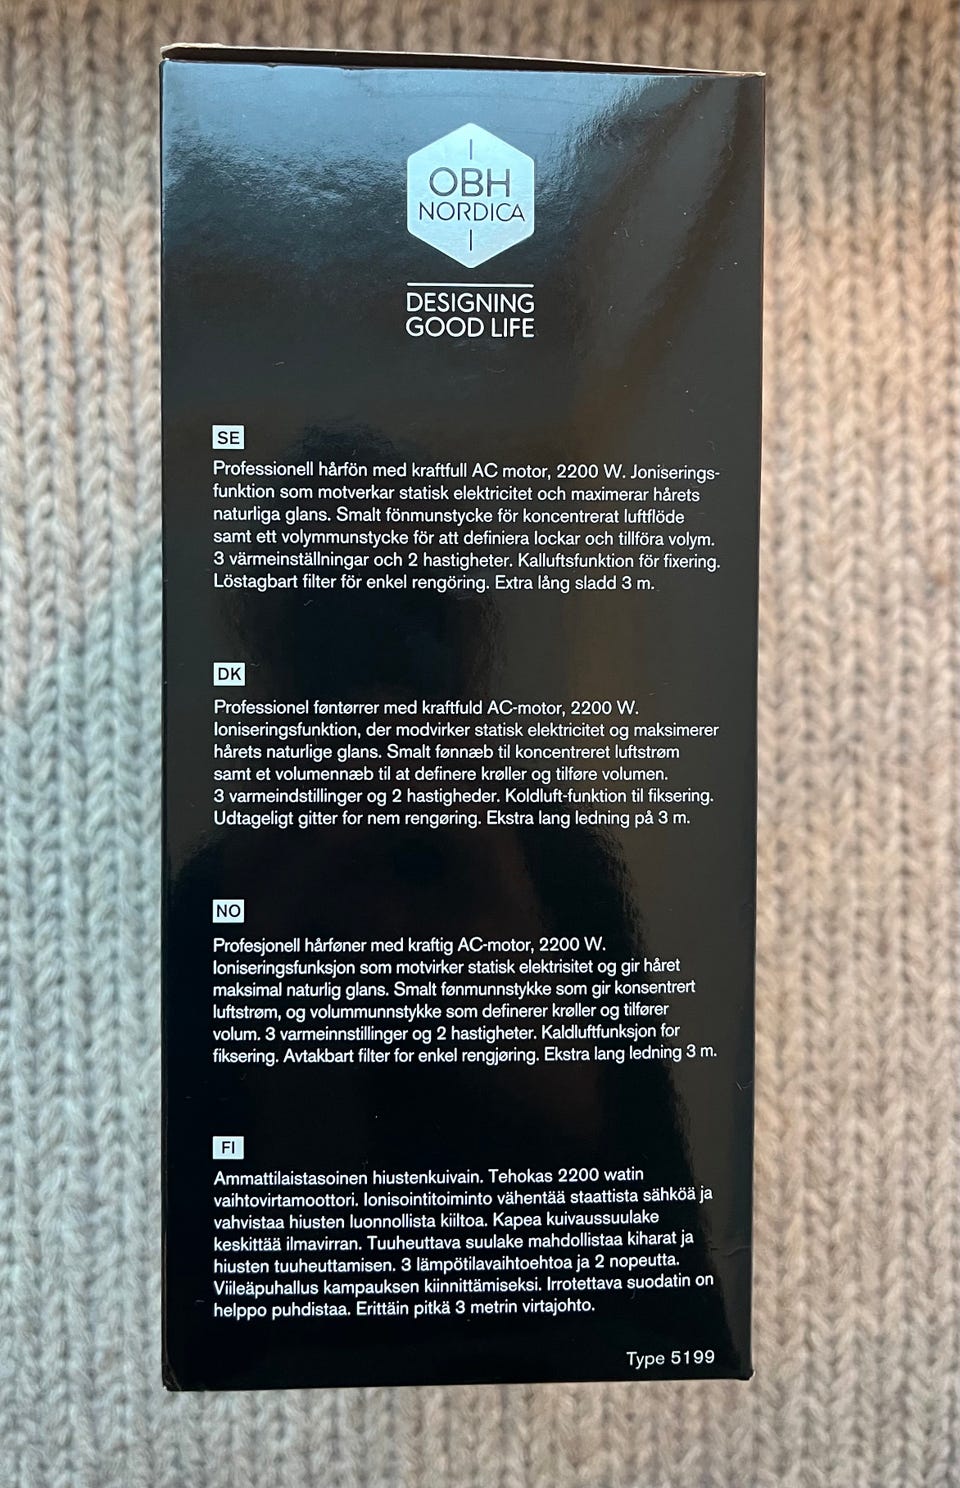 OBH
NORDICA
DESIGNING
GOOD LIFE
SE
Professionell hårfön med kraftfull AC motor, 2200 W. Joniserings-
funktion som motverkar statisk elektricitet och maximerar hårets
naturliga glans. Smalt fönmunstycke för koncentrerat luftflöde
samt ett volymmunstycke för att definiera lockar och tillföra volym.
3 värmeinställningar och 2 hastigheter. Kalluftsfunktion för fixering.
Löstagbart filter för enkel rengöring. Extra lång sladd 3 m.
DK
Professionel føntørrer med kraftfuld AC-motor, 2200 W.
Ioniseringsfunktion, der modvirker statisk elektricitet og maksimerer
hårets naturlige glans. Smalt fønnæb til koncentreret luftstrøm
samt et volumennæb til at definere krøller og tilføre volumen.
3 varmeindstillinger og 2 hastigheder. Koldluft-funktion til fiksering.
Udtageligt gitter for nem rengøring. Ekstra lang ledning på 3 m.
NO
Profesjonell hårføner med kraftig AC-motor, 2200 W.
Ioniseringsfunksjon som motvirker statisk elektrisitet og gir håret
maksimal naturlig glans. Smalt fønmunnstykke som gir konsentrert
luftstrøm, og volummunnstykke som definerer krøller og tilfører
volum. 3 varmeinnstillinger og 2 hastigheter. Kaldluftfunksjon for
fiksering. Avtakbart filter for enkel rengjøring. Ekstra lang ledning 3 m.
FI
Ammattilaistasoinen hiustenkuivain. Tehokas 2200 watin
vaihtovirtamoottori. Ionisointitoiminto vähentää staattista sähköä ja
vahvistaa hiusten luonnollista kiiltoa. Kapea kuivaussuulake
keskittää ilmavirran. Tuuheuttava suulake mahdollistaa kiharat ja
hiusten tuuheuttamisen. 3 lämpötilavaihtoehtoa ja 2 nopeutta.
Viileäpuhallus kampauksen kiinnittämiseksi. Irrotettava suodatin on
helppo puhdistaa. Erittäin pitkä 3 metrin virtajohto.
Type 5199